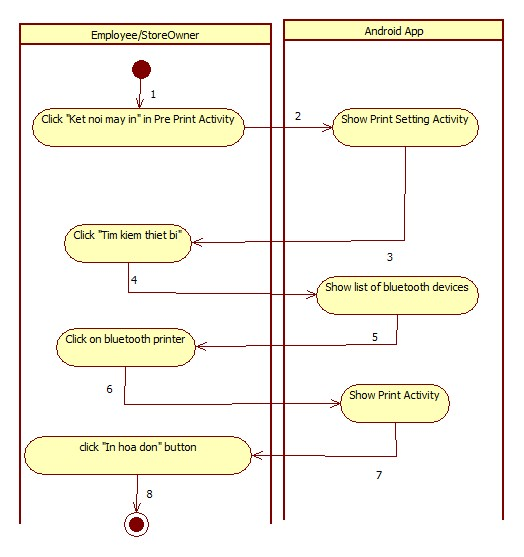 Employee/StoreOwner
Android App
1
Click "Ket noi may in" in Pre Print Activity
2
Show Print Setting Activity
3
Click "Tim kiem thiet bi"
4
Show list of bluetooth devices
5
Click on bluetooth printer
6
Show Print Activity
7
click "In hoa don" button
8